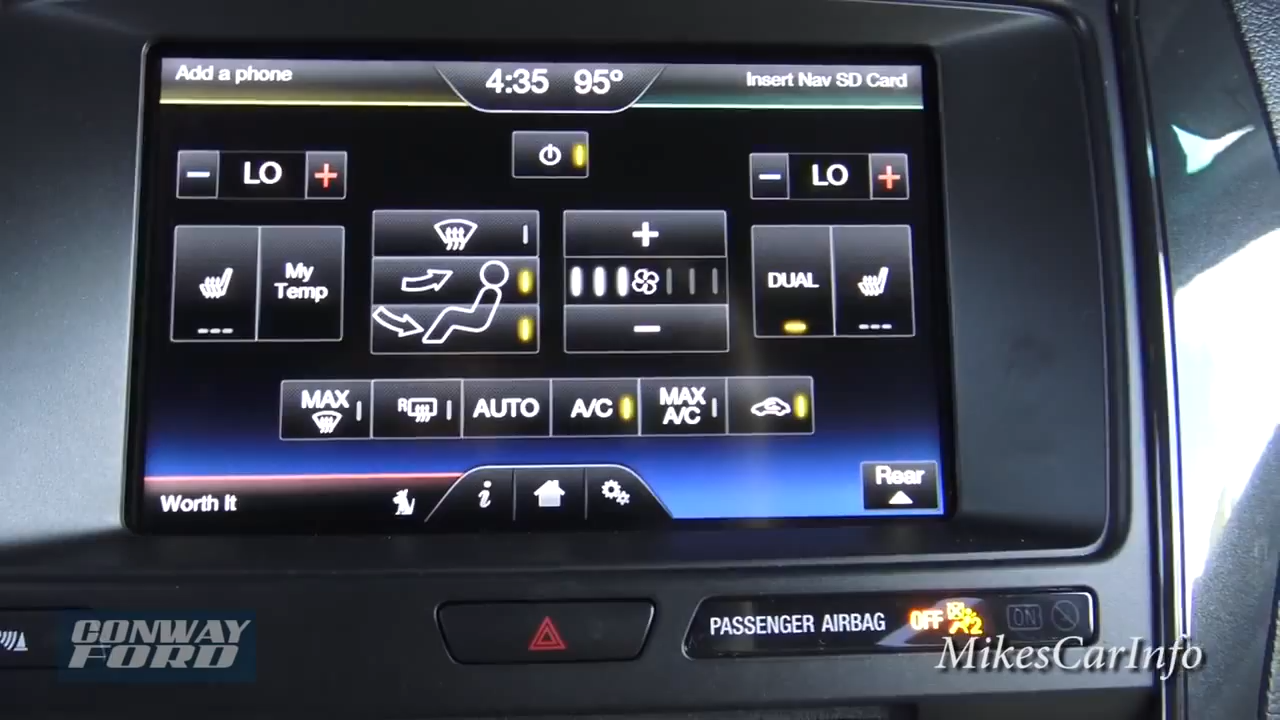 Add a phone
4:35 95°
Insert Nav SD Card
LO
LO
My
Temp
DUAL
MAX
R
AUTO
A/C
MAX
A/C
Worth It
i
Rear
PASSENGER AIRBAG OFF 2 ON
CONWAY
FORD
MikesCarInfo